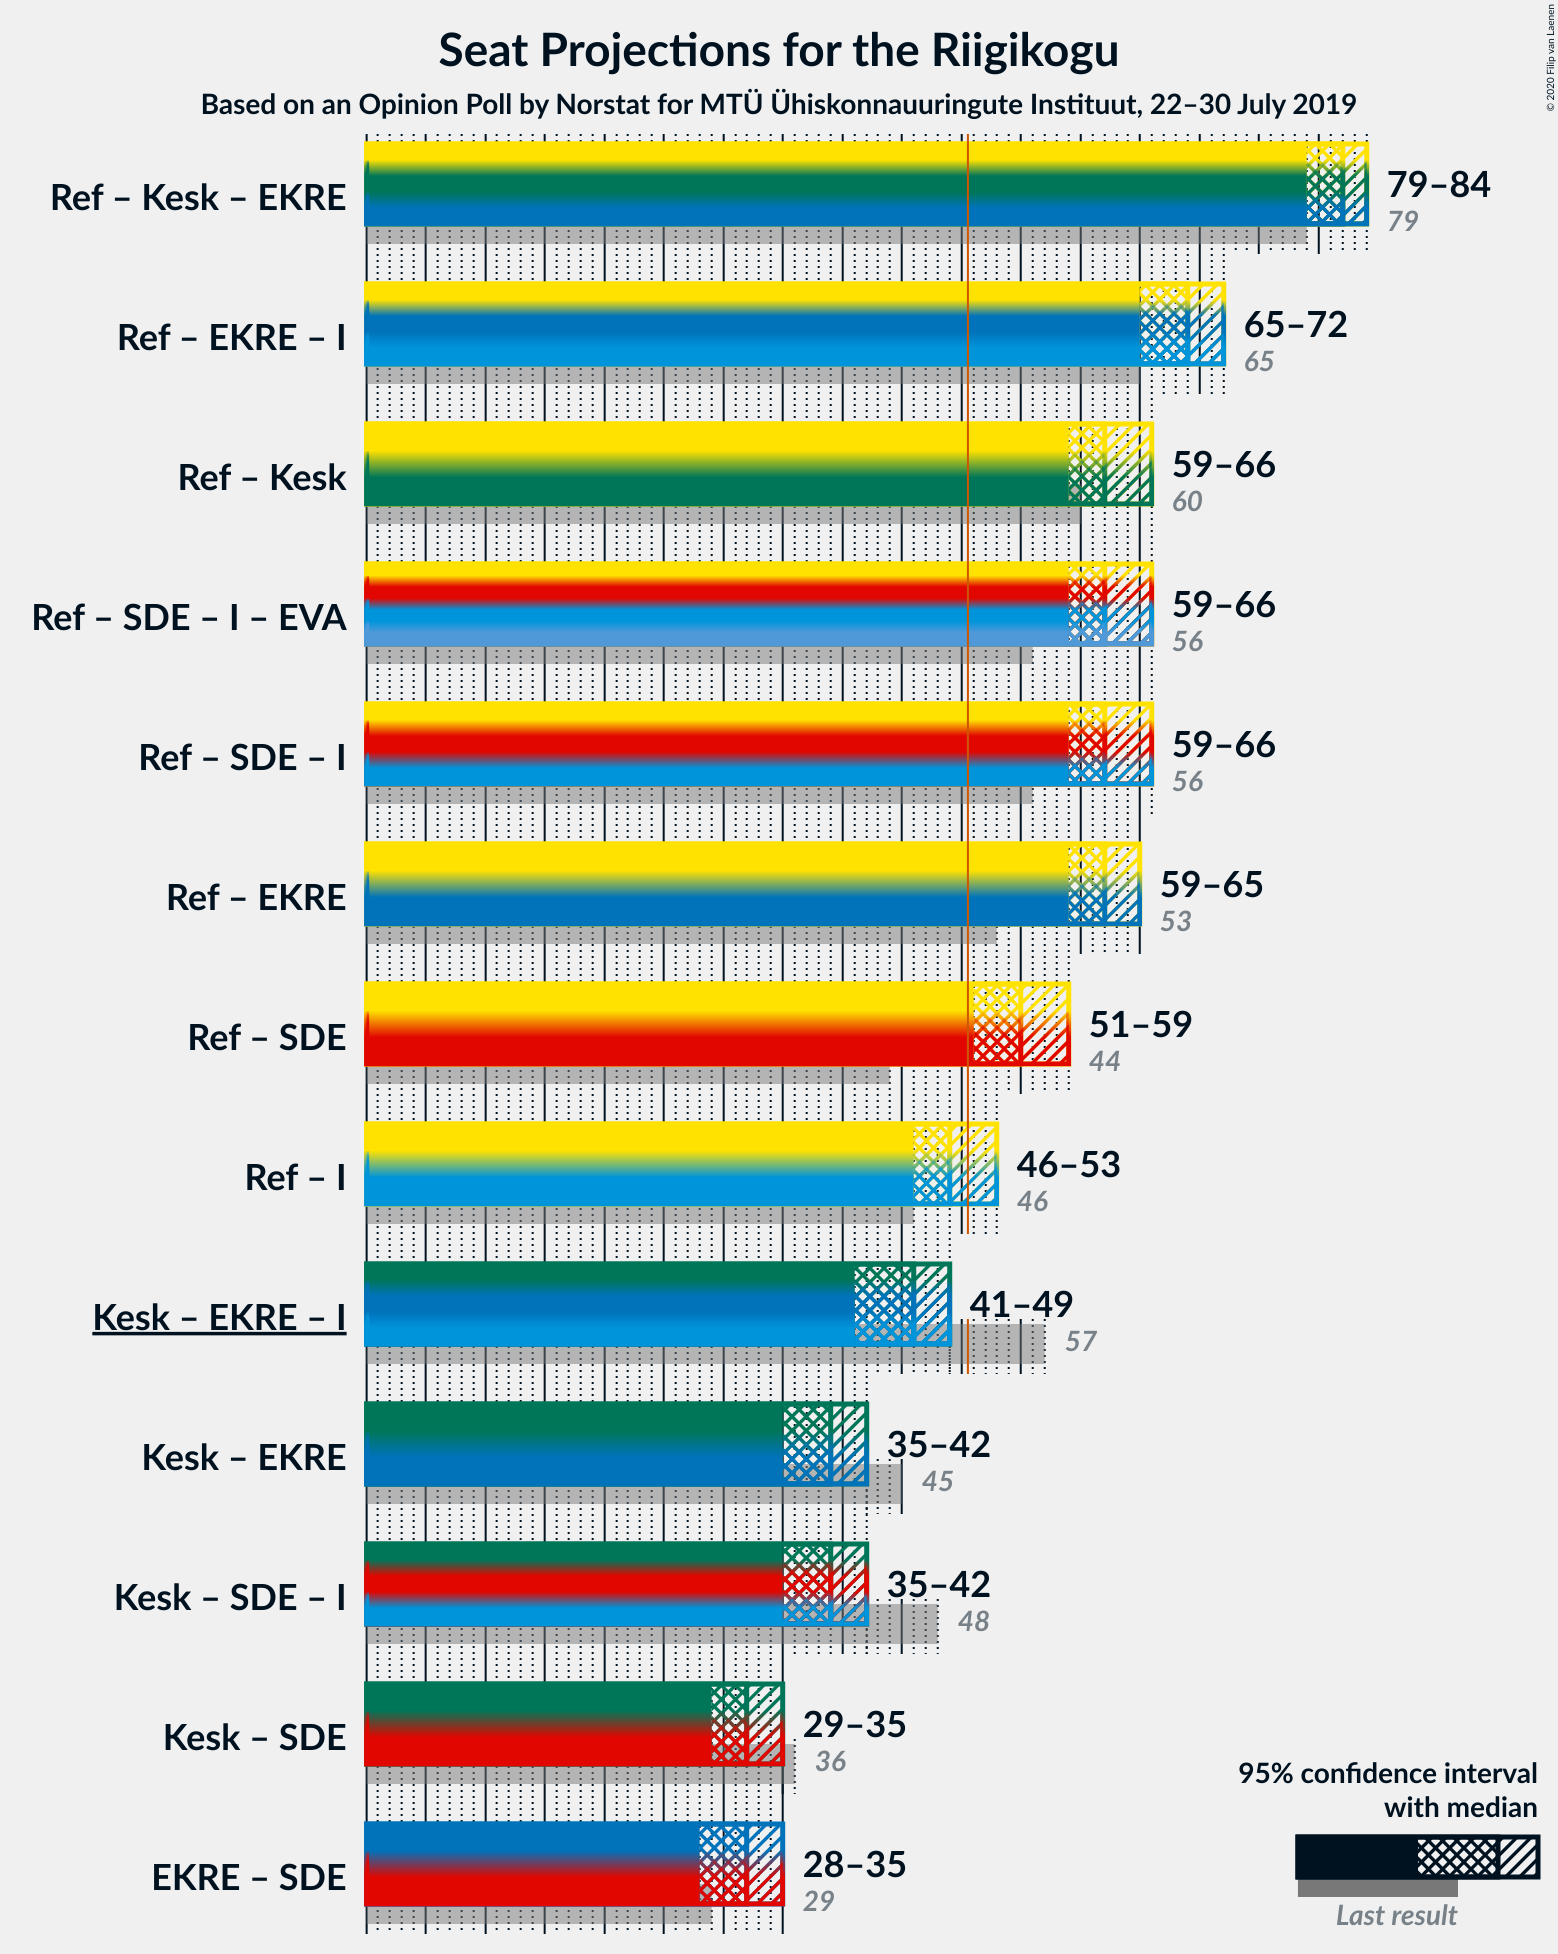 Seat Projections for the Riigikogu
Based on an Opinion Poll by Norstat for MTÜ Ühiskonnauuringute Instituut, 22–30 July 2019
© 2020 Filip van Laenen
Ref – Kesk – EKRE
79–84
79
Ref – EKRE – I
65–72
65
Ref – Kesk
59–66
60
Ref – SDE – I – EVA
59–66
56
Ref – SDE – I
59–66
56
Ref – EKRE
59–65
53
Ref – SDE
51–59
44
Ref – I
46–53
46
Kesk – EKRE – I
41–49
57
Kesk – EKRE
35–42
45
Kesk – SDE – I
35–42
48
Kesk – SDE
29–35
36
EKRE – SDE
28–35
29
95% confidence interval
with median
Last result